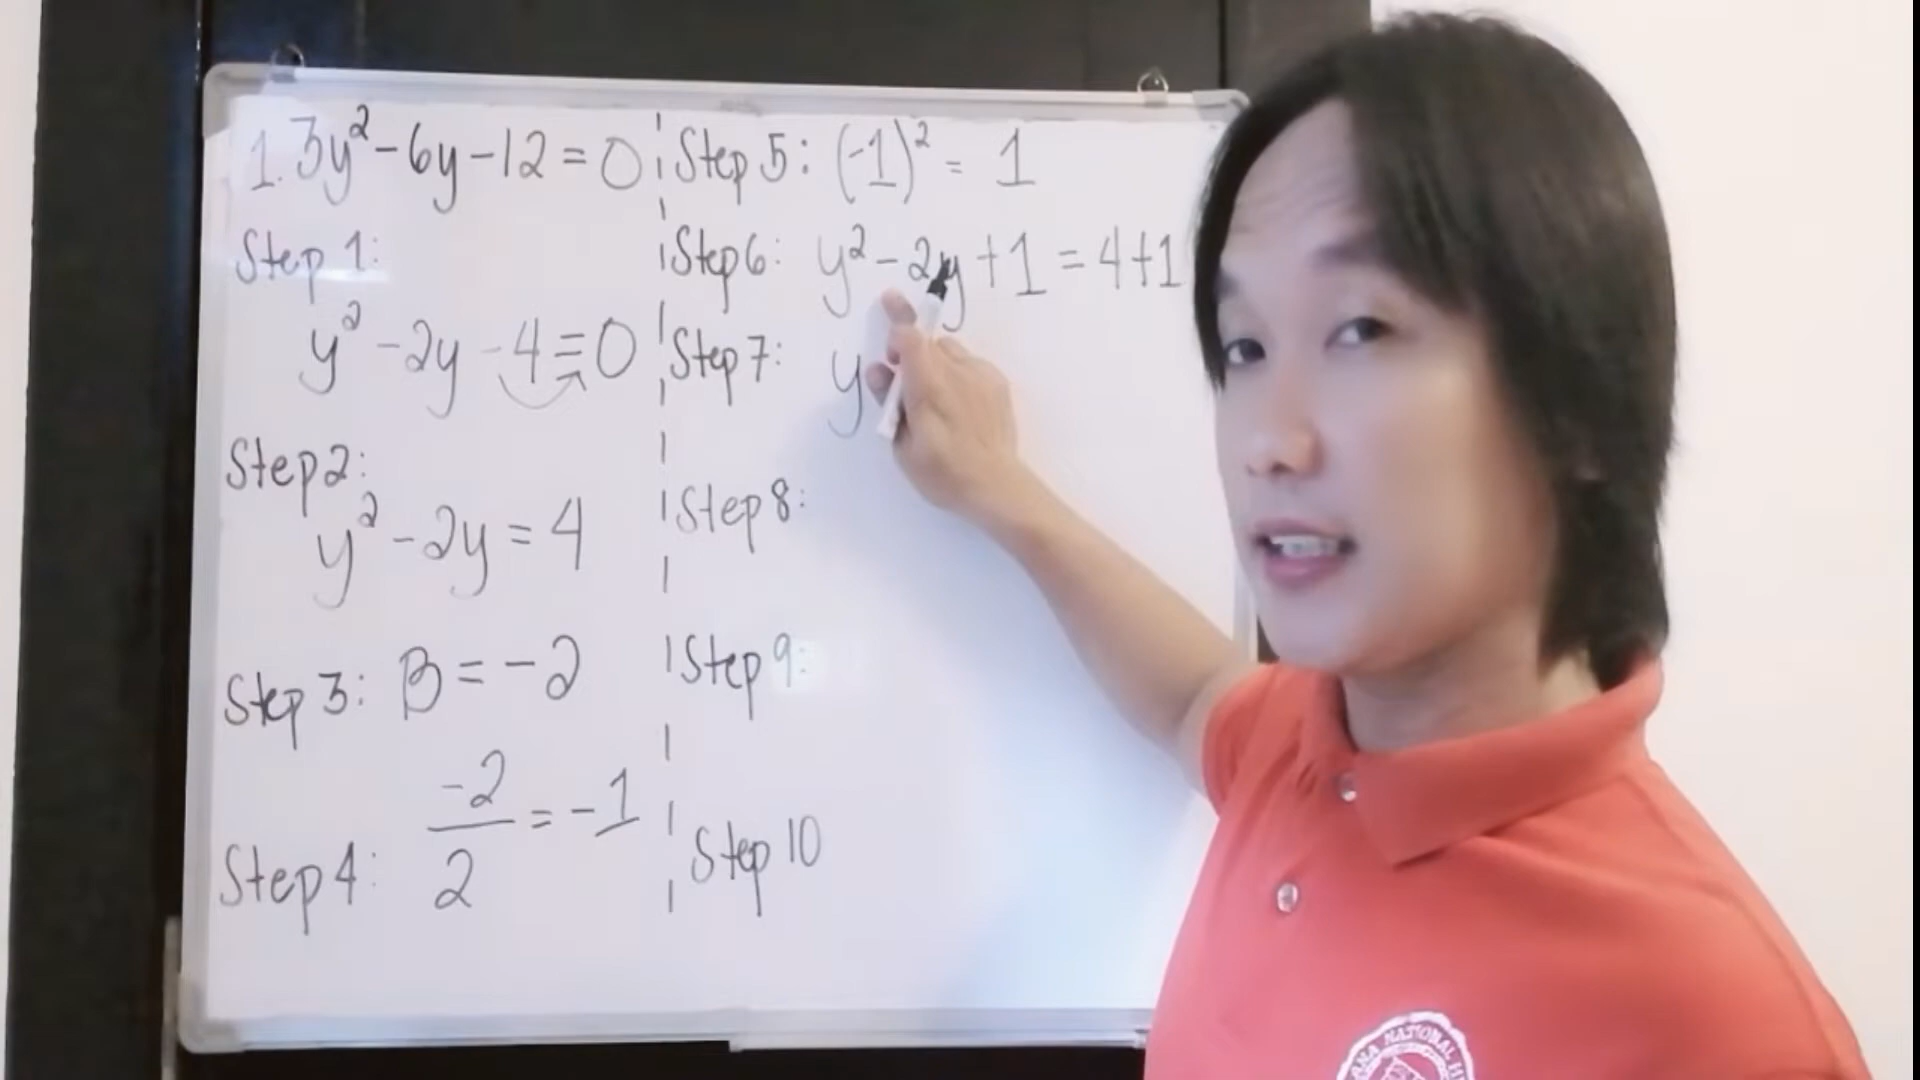 1. 3y² - 6y - 12 = 0
Step 1:
y² - 2y - 4 = 0
Step 2:
y² - 2y = 4
Step 3: B = -2
Step 4: -2/2 = -1
Step 5: (-1)² = 1
Step 6: y² - 2y + 1 = 4+1
Step 7: y
Step 8:
Step 9:
Step 10
NATIONAL